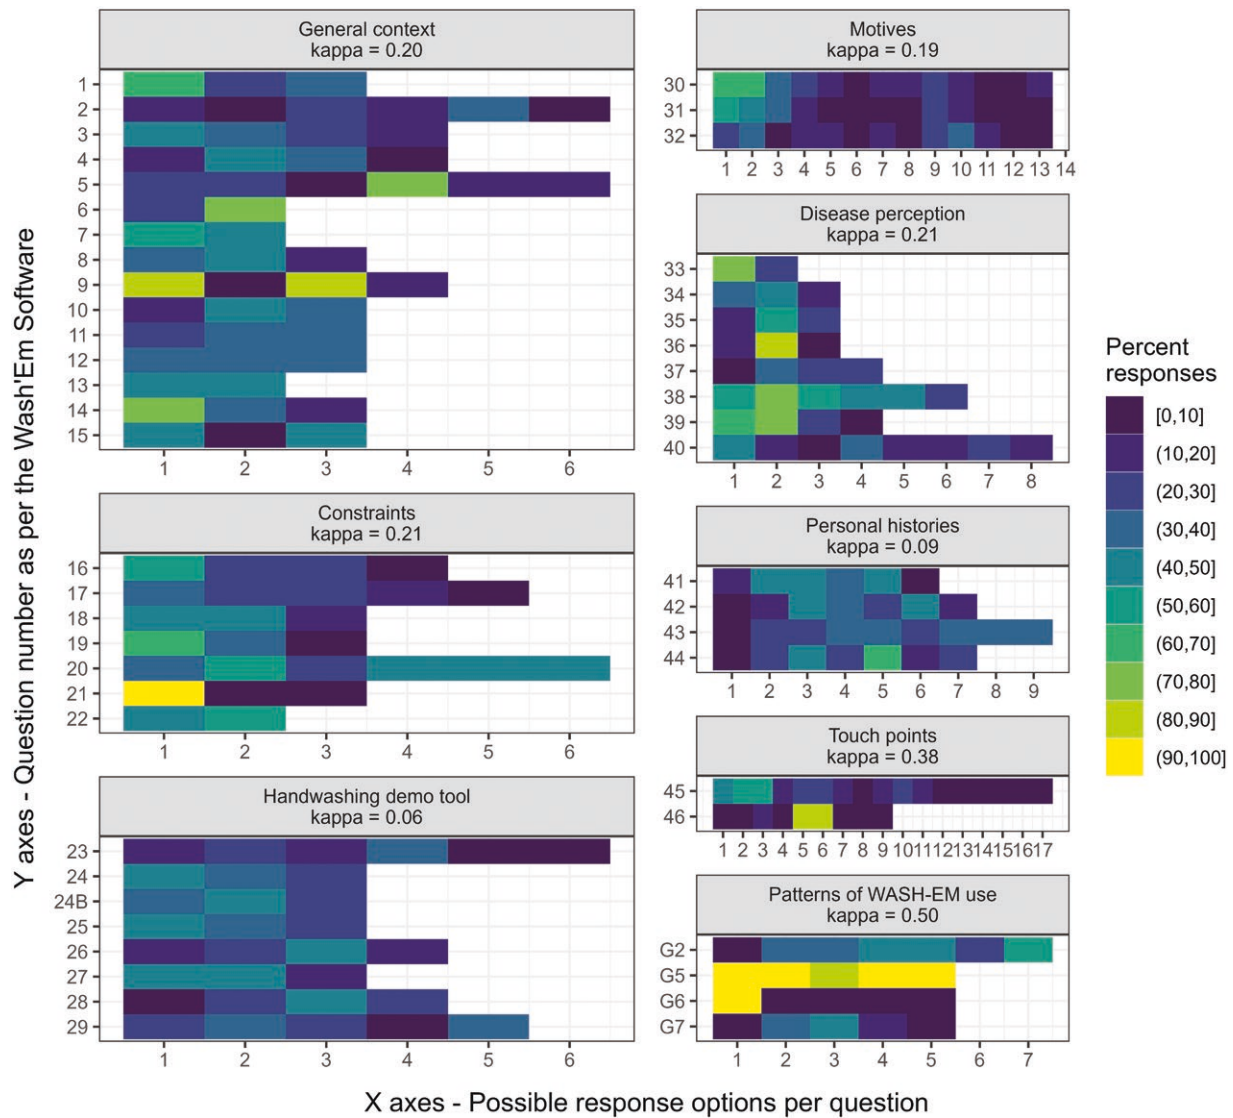 General context
kappa = 0.20
1
2
3
4
5
6
7
8
9
10
11
12
13
14
15
1 2 3 4 5 6
Constraints
kappa = 0.21
16
17
18
19
20
21
22
1 2 3 4 5 6
Handwashing demo tool
kappa = 0.06
23
24
24B
25
26
27
28
29
1 2 3 4 5 6
Motives
kappa = 0.19
30
31
32
1 2 3 4 5 6 7 8 9 10 11 12 13 14
Disease perception
kappa = 0.21
33
34
35
36
37
38
39
40
1 2 3 4 5 6 7 8
Personal histories
kappa = 0.09
41
42
43
44
1 2 3 4 5 6 7 8 9
Touch points
kappa = 0.38
45
46
1 2 3 4 5 6 7 8 9 10 11 12 13 14 15 16 17
Patterns of WASH-EM use
kappa = 0.50
G2
G5
G6
G7
1 2 3 4 5 6 7
Y axes - Question number as per the Wash'Em Software
X axes - Possible response options per question
Percent
responses
[0,10]
(10,20]
(20,30]
(30,40]
(40,50]
(50,60]
(60,70]
(70,80]
(80,90]
(90,100]